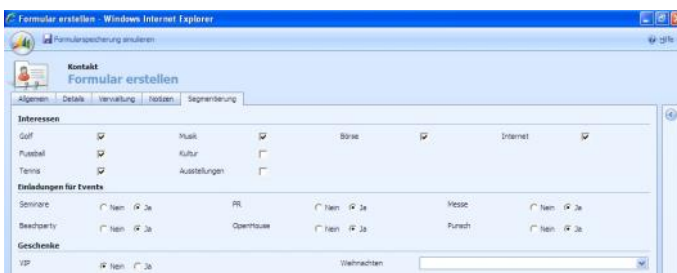 Formular erstellen - Windows Internet Explorer
Formularspeicherung simulieren Hilfe
Kontakt
Formular erstellen
Allgemein Details Verwaltung Notizen Segmentierung
Interessen
Golf Musik Börse Internet
Fussball Kultur
Tennis Ausstellungen
Einladungen für Events
Seminare Nein Ja PR Nein Ja Messe Nein Ja
Beachparty Nein Ja OpenHouse Nein Ja Punsch Nein Ja
Geschenke
VIP Nein Ja Weihnachten